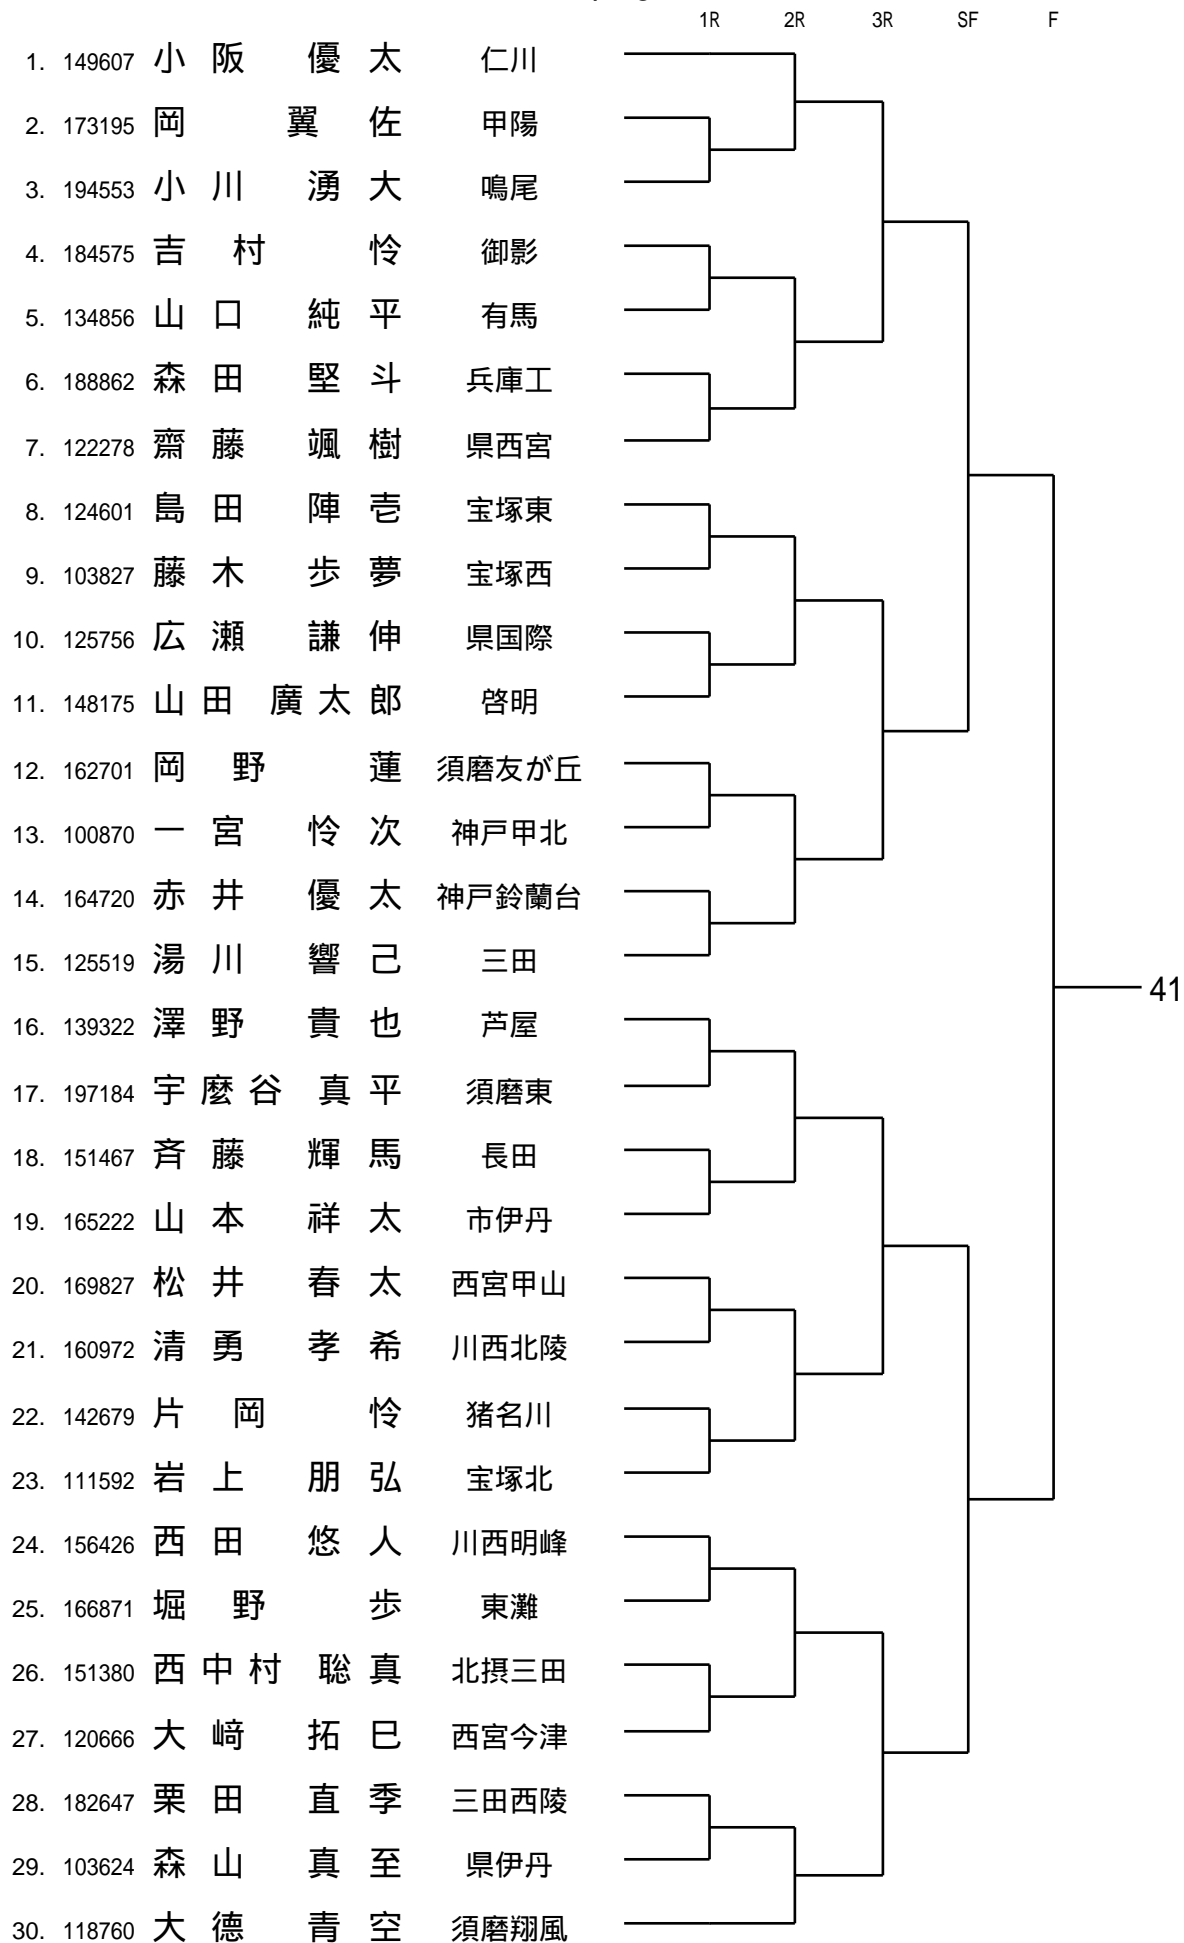 1R 2R 3R SF F
1. 149607 小阪 優太 仁川
2. 173195 岡 翼佐 甲陽
3. 194553 小川 湧大 鳴尾
4. 184575 吉村 怜 御影
5. 134856 山口 純平 有馬
6. 188862 森田 堅斗 兵庫工
7. 122278 齋藤 颯樹 県西宮
8. 124601 島田 陣壱 宝塚東
9. 103827 藤木 歩夢 宝塚西
10. 125756 広瀬 謙伸 県国際
11. 148175 山田 廣太郎 啓明
12. 162701 岡野 蓮 須磨友が丘
13. 100870 一宮 怜次 神戸甲北
14. 164720 赤井 優太 神戸鈴蘭台
15. 125519 湯川 響己 三田
41
16. 139322 澤野 貴也 芦屋
17. 197184 宇麼谷 真平 須磨東
18. 151467 斉藤 輝馬 長田
19. 165222 山本 祥太 市伊丹
20. 169827 松井 春太 西宮甲山
21. 160972 清勇 孝希 川西北陵
22. 142679 片岡 怜 猪名川
23. 111592 岩上 朋弘 宝塚北
24. 156426 西田 悠人 川西明峰
25. 166871 堀野 歩 東灘
26. 151380 西中村 聡真 北摂三田
27. 120666 大﨑 拓巳 西宮今津
28. 182647 栗田 直季 三田西陵
29. 103624 森山 真至 県伊丹
30. 118760 大德 青空 須磨翔風